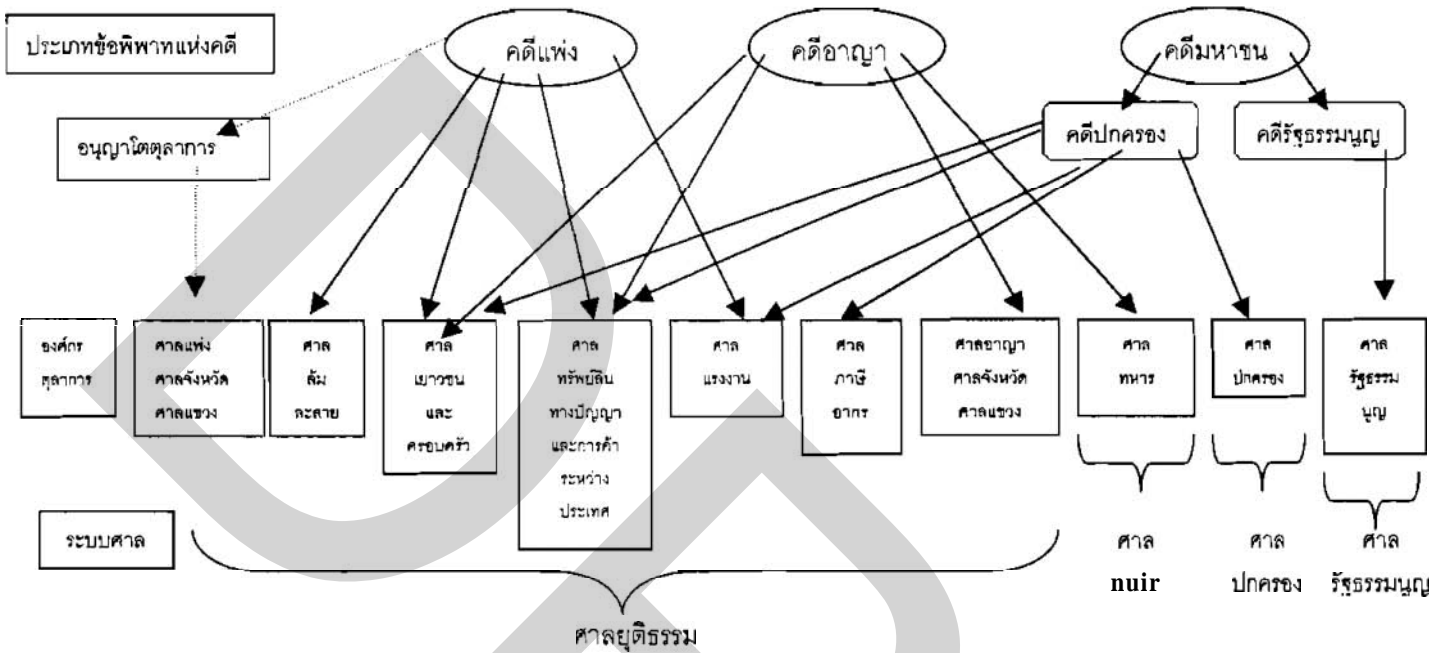 ประเภทข้อพิพาทแห่งคดี
คดีแพ่ง
คดีอาญา
คดีมหาชน
อนุญาโตตุลาการ
คดีปกครอง
คดีรัฐธรรมนูญ
องค์กร
ตุลาการ
ศาลแพ่ง
ศาลจังหวัด
ศาลแขวง
ศาล
ล้ม
ละลาย
ศาล
เยาวชน
และ
ครอบครัว
ศาล
ทรัพย์สิน
ทางปัญญา
และการค้า
ระหว่าง
ประเทศ
ศาล
แรงงาน
ศาล
ภาษี
อากร
ศาลอาญา
ศาลจังหวัด
ศาลแขวง
ศาล
ทหาร
ศาล
ปกครอง
ศาล
รัฐธรรม
นูญ
ระบบศาล
ศาลยุติธรรม
ศาล
nuir
ศาล
ปกครอง
ศาล
รัฐธรรมนูญ